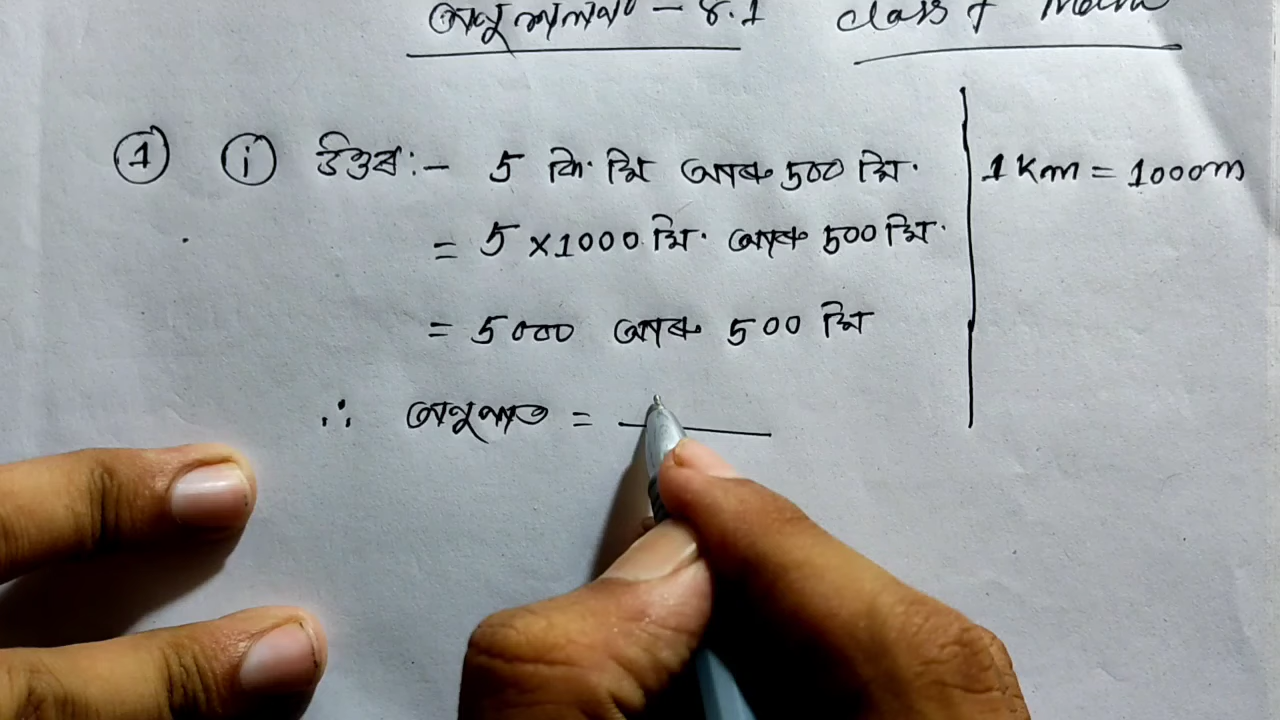 অনুশীলনী - 8.1 Class 7 Math
① ⓘ উত্তৰ:- 5 কি. মি আৰু 500 মি. 1 Km = 1000m
= 5 ×1000 মি. আৰু 500 মি.
= 5000 আৰু 500 মি
∴ অনুপাত =